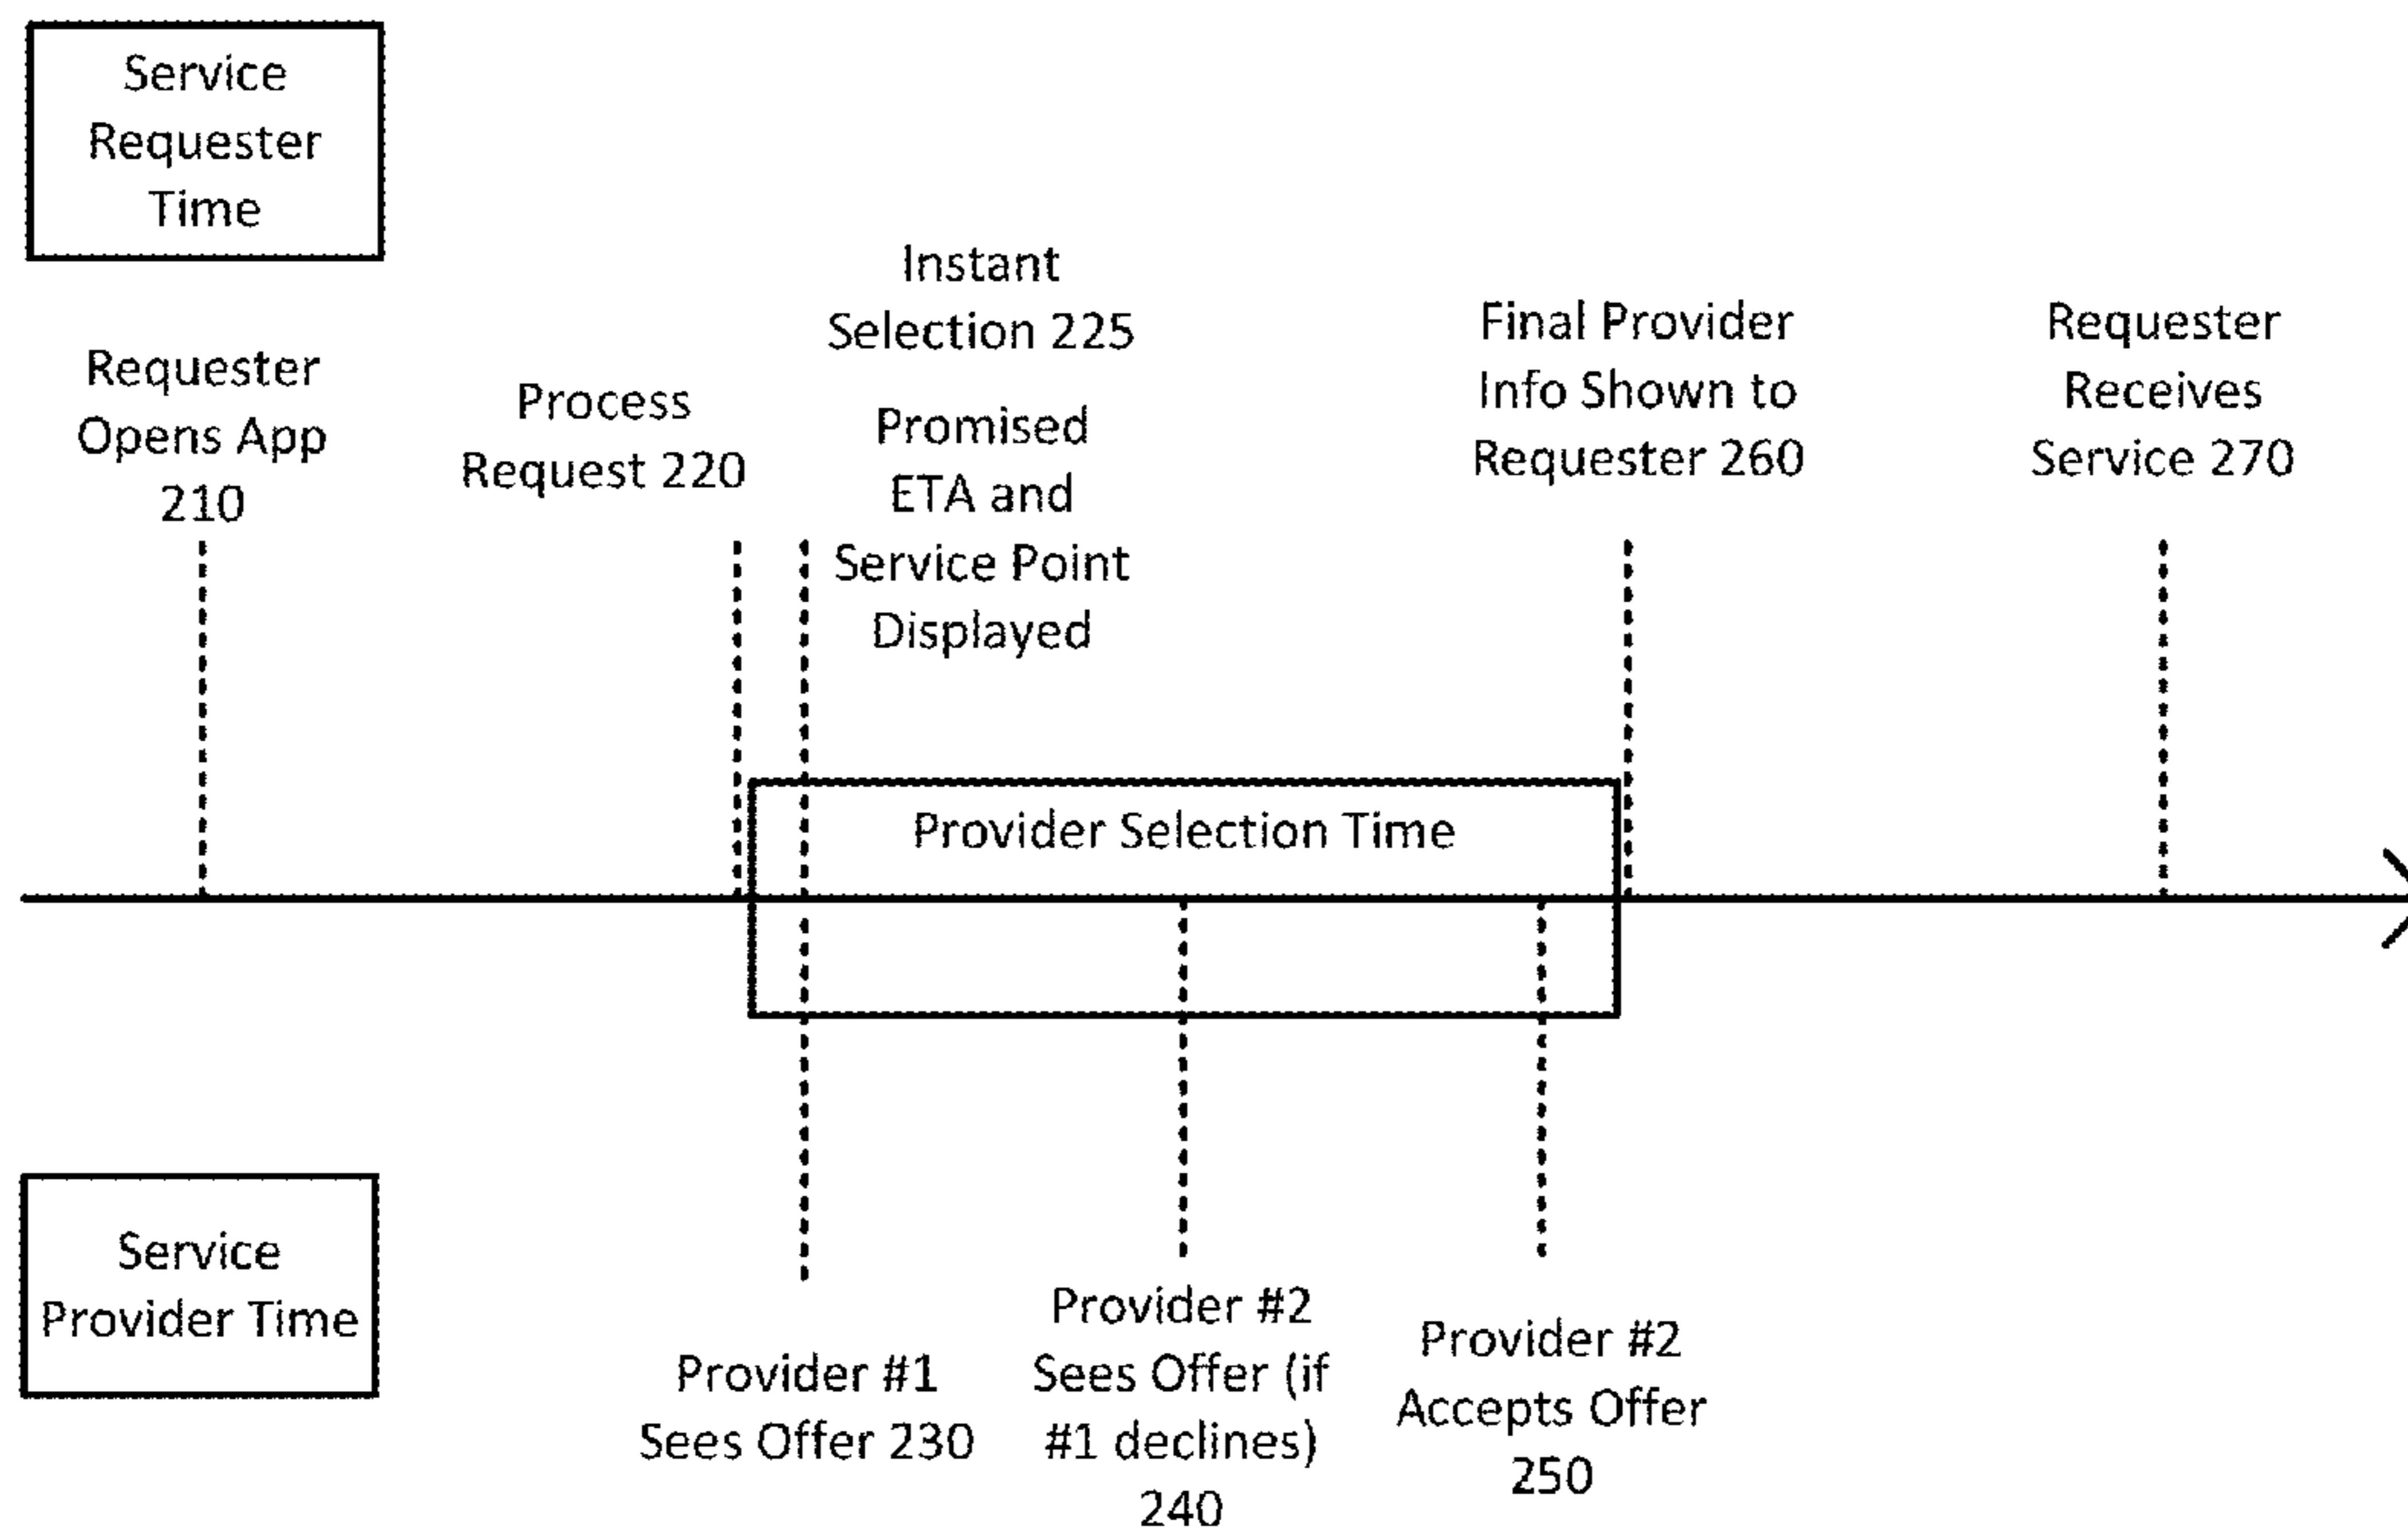 Service
Requester
Time
Requester
Opens App
210
Process
Request 220
Instant
Selection 225
Promised
ETA and
Service Point
Displayed
Final Provider
Info Shown to
Requester 260
Requester
Receives
Service 270
Provider Selection Time
Service
Provider Time
Provider #1
Sees Offer 230
Provider #2
Sees Offer (if
#1 declines)
240
Provider #2
Accepts Offer
250